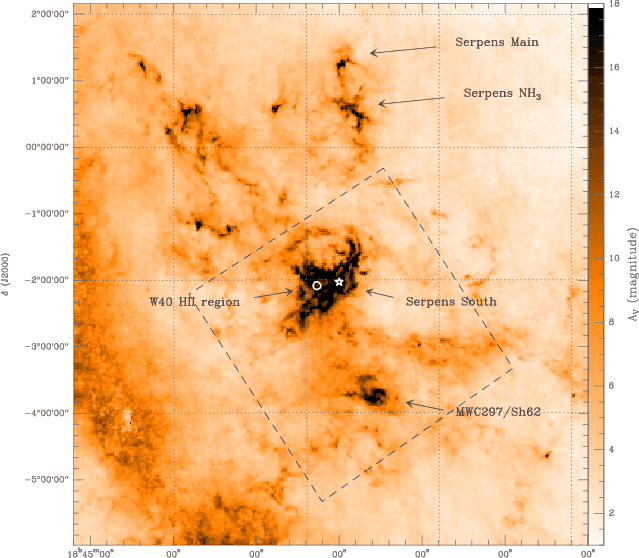 2°00'00"
18
Serpens Main
16
1°00'00"
Serpens NH3
14
00°00'00"
12
-1°00'00"
10
-2°00'00"
δ (J2000)
W40 HII region
Serpens South
AV (magnitude)
8
-3°00'00"
6
-4°00'00"
MWC297/Sh62
4
-5°00'00"
2
18h45m00s
00s
00s
00s
00s
00s
00s